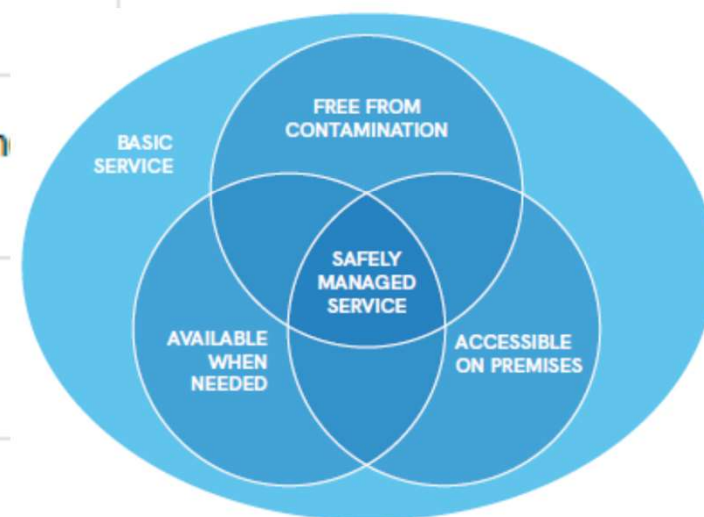 FREE FROM
CONTAMINATION
BASIC
SERVICE
SAFELY
MANAGED
SERVICE
AVAILABLE
WHEN
NEEDED
ACCESSIBLE
ON PREMISES